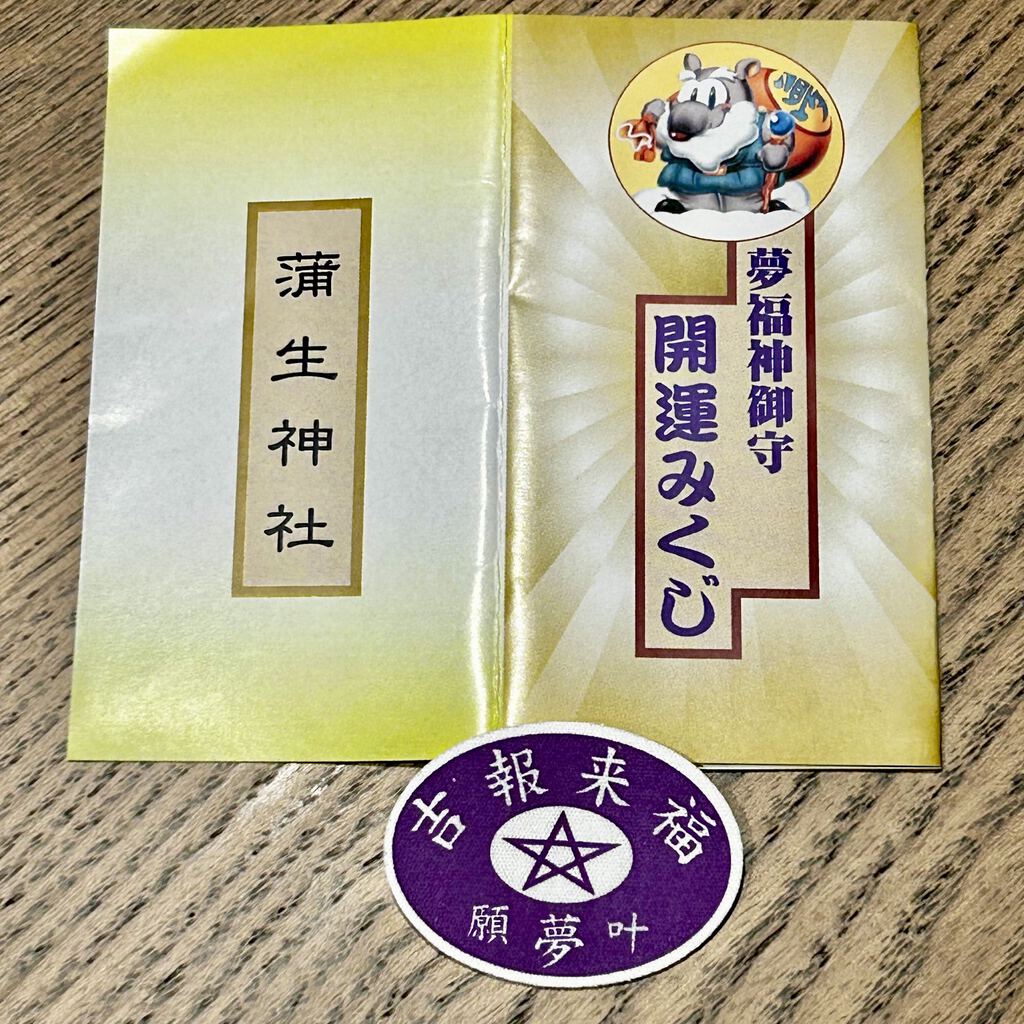 夢福神御守
開運みくじ
蒲生神社
吉報来福
願夢叶